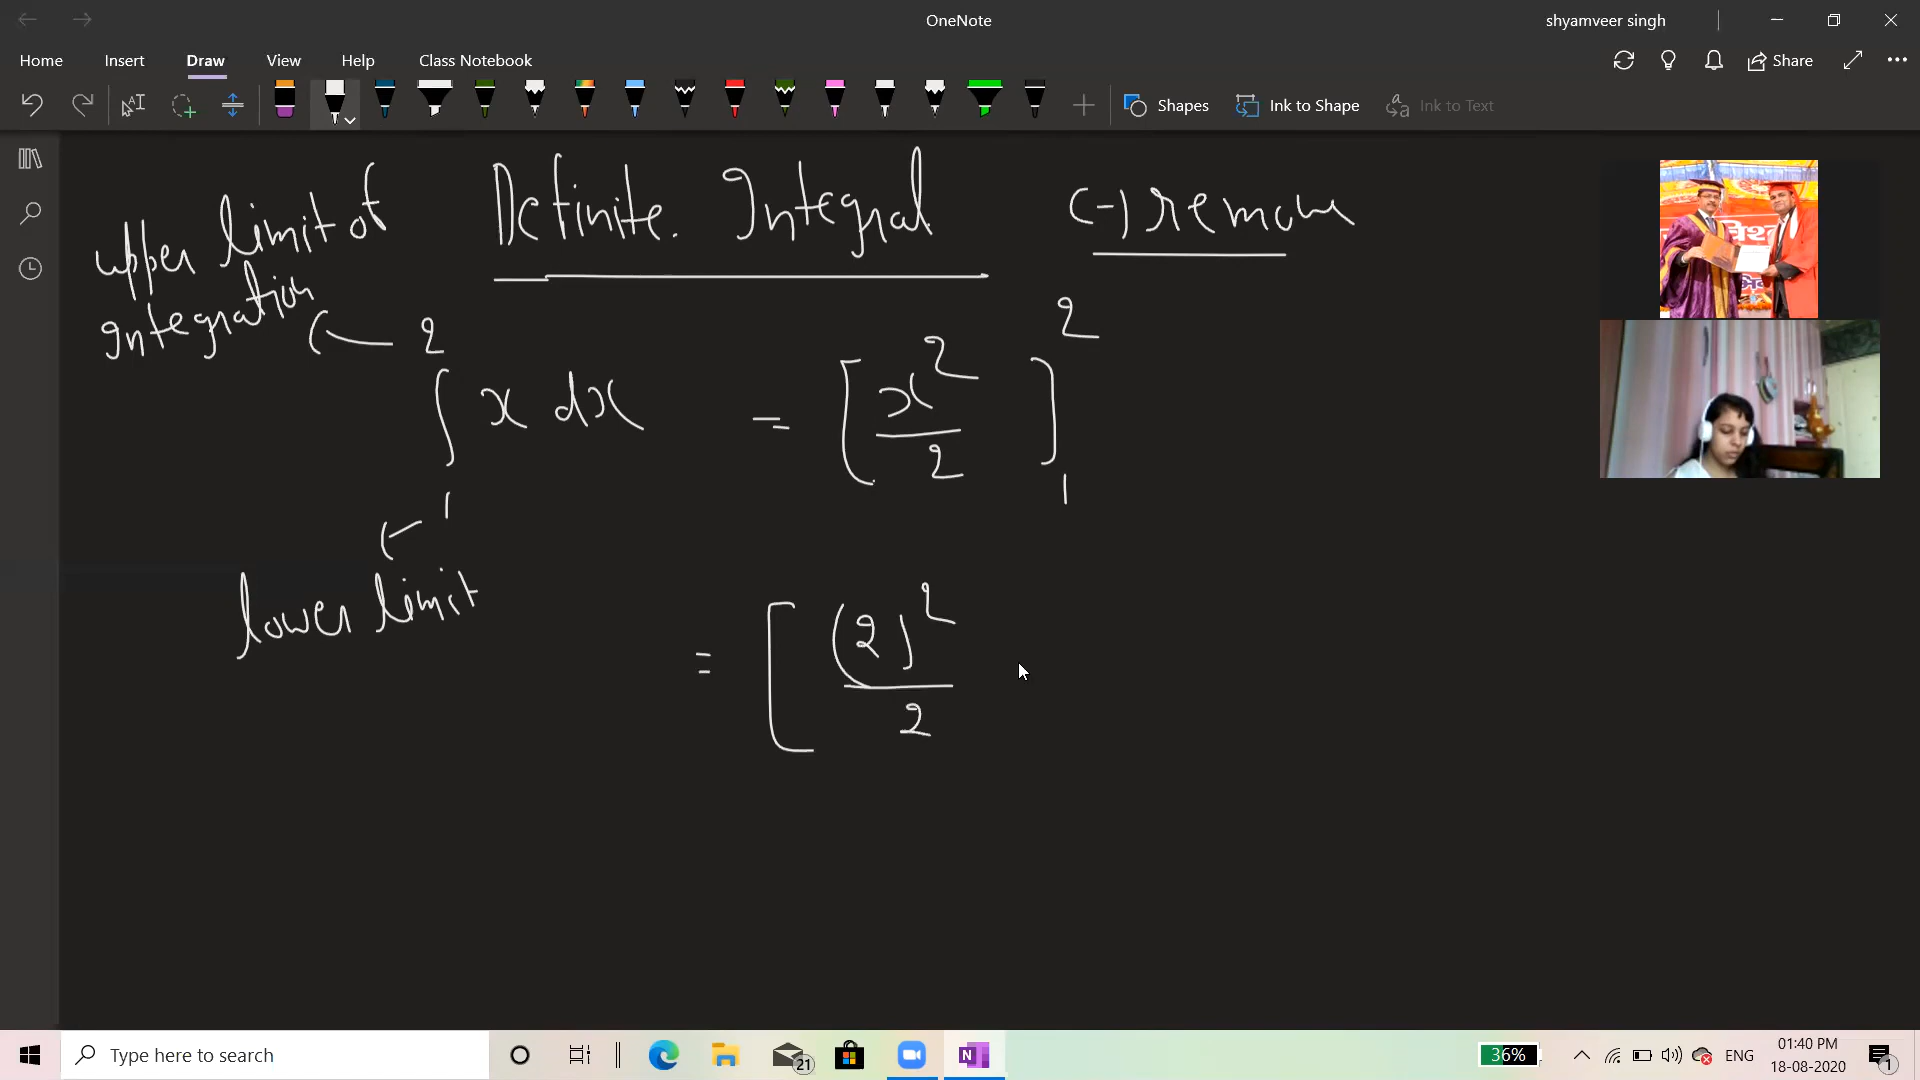 OneNote
shyamveer singh
Home Insert Draw View Help Class Notebook
Share
Shapes Ink to Shape Ink to Text
upper limit of
Integration
Definite. Integral
(-) remove
2
∫ x dx = [x²/2]
2
1
1
lower limit
= [ (2)²
2
Type here to search
21
36%
ENG
01:40 PM
18-08-2020
1